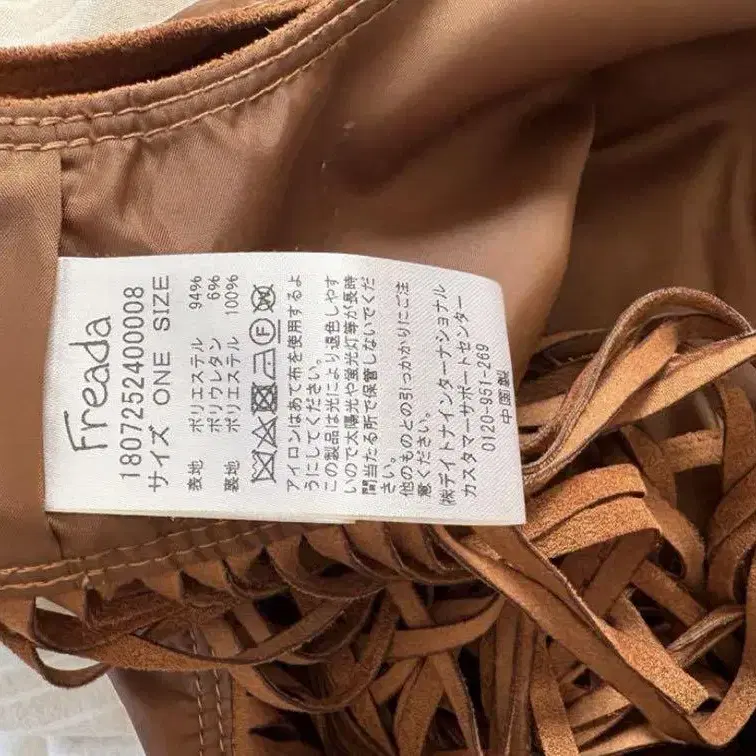 Freada
1807252400008
サイズ ONE SIZE
表地 ポリエステル 94%
ポリウレタン 6%
裏地 ポリエステル 100%
アイロンはあて布を使用するよ
うにしてください。
この製品は光により退色しやす
いので太陽光や蛍光灯等が長時
間当たる所で保管しないでくだ
さい。
他のものとの引っかかりにご注
意ください。
㈱デイトナインターナショナル
カスタマーサポートセンター
0120-851-269
中国製